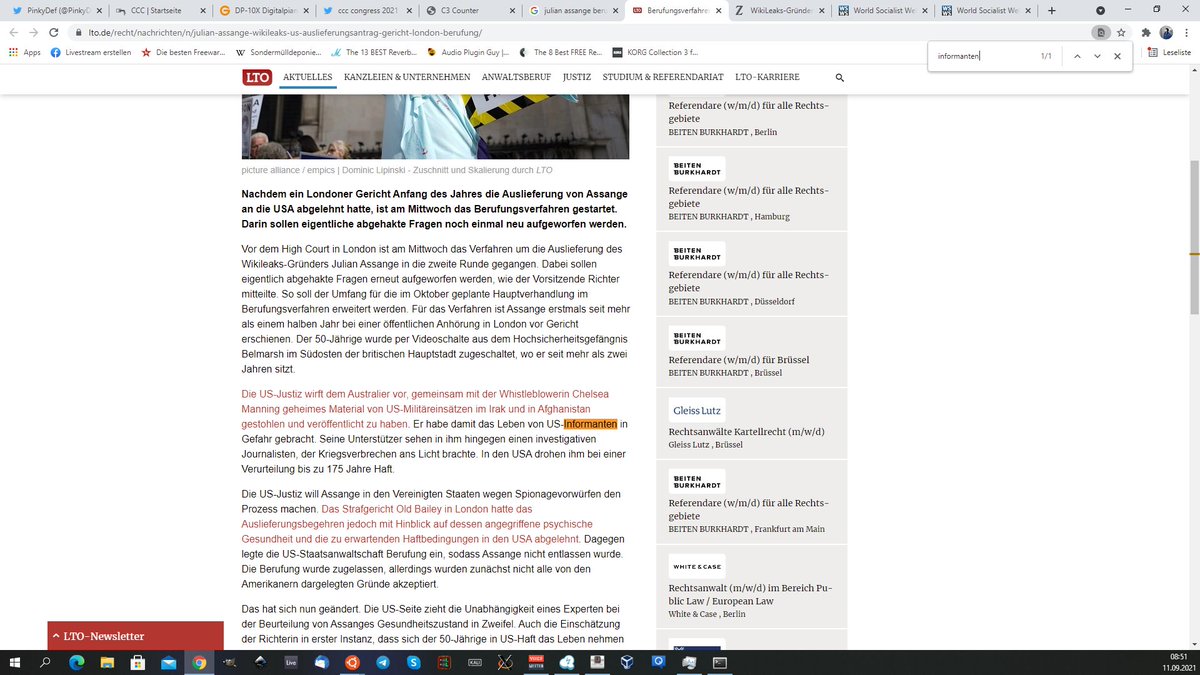 PinkyDef (@PinkyD
CCC | Startseite
DP-10X Digitalpian
ccc congress 2021
C3 Counter
julian assange ber
Berufungsverfahre
WikiLeaks-Gründer
World Socialist We
World Socialist We
lto.de/recht/nachrichten/n/julian-assange-wikileaks-us-auslieferungsantrag-gericht-london-berufung/
Apps
Livestream erstellen
Die besten Freewar...
Sondermülldeponie...
The 13 BEST Reverb...
Audio Plugin Guy |...
The 8 Best FREE Re...
KORG Collection 3 f...
Leseliste
informanten
1/1
LTO
AKTUELLES
KANZLEIEN & UNTERNEHMEN
ANWALTSBERUF
JUSTIZ
STUDIUM & REFERENDARIAT
LTO-KARRIERE
picture alliance / empics | Dominic Lipinski - Zuschnitt und Skalierung durch LTO
Nachdem ein Londoner Gericht Anfang des Jahres die Auslieferung von Assange
an die USA abgelehnt hatte, ist am Mittwoch das Berufungsverfahren gestartet.
Darin sollen eigentliche abgehakte Fragen noch einmal neu aufgeworfen werden.
Vor dem High Court in London ist am Mittwoch das Verfahren um die Auslieferung des
Wikileaks-Gründers Julian Assange in die zweite Runde gegangen. Dabei sollen
eigentlich abgehakte Fragen erneut aufgeworfen werden, wie der Vorsitzende Richter
mitteilte. So soll der Umfang für die im Oktober geplante Hauptverhandlung im
Berufungsverfahren erweitert werden. Für das Verfahren ist Assange erstmals seit mehr
als einem halben Jahr bei einer öffentlichen Anhörung in London vor Gericht
erschienen. Der 50-Jährige wurde per Videoschalte aus dem Hochsicherheitsgefängnis
Belmarsh im Südosten der britischen Hauptstadt zugeschaltet, wo er seit mehr als zwei
Jahren sitzt.
Die US-Justiz wirft dem Australier vor, gemeinsam mit der Whistleblowerin Chelsea
Manning geheimes Material von US-Militäreinsätzen im Irak und in Afghanistan
gestohlen und veröffentlicht zu haben. Er habe damit das Leben von US-Informanten in
Gefahr gebracht. Seine Unterstützer sehen in ihm hingegen einen investigativen
Journalisten, der Kriegsverbrechen ans Licht brachte. In den USA drohen ihm bei einer
Verurteilung bis zu 175 Jahre Haft.
Die US-Justiz will Assange in den Vereinigten Staaten wegen Spionagevorwürfen den
Prozess machen. Das Strafgericht Old Bailey in London hatte das
Auslieferungsbegehren jedoch mit Hinblick auf dessen angegriffene psychische
Gesundheit und die zu erwartenden Haftbedingungen in den USA abgelehnt. Dagegen
legte die US-Staatsanwaltschaft Berufung ein, sodass Assange nicht entlassen wurde.
Die Berufung wurde zugelassen, allerdings wurden zunächst nicht alle von den
Amerikanern dargelegten Gründe akzeptiert.
Das hat sich nun geändert. Die US-Seite zieht die Unabhängigkeit eines Experten bei
der Beurteilung von Assanges Gesundheitszustand in Zweifel. Auch die Einschätzung
der Richterin in erster Instanz, dass sich der 50-Jährige in US-Haft das Leben nehmen
Referendare (w/m/d) für alle Rechts-
gebiete
BEITEN BURKHARDT , Berlin
BEITEN
BURKHARDT
Referendare (w/m/d) für alle Rechts-
gebiete
BEITEN BURKHARDT , Hamburg
BEITEN
BURKHARDT
Referendare (w/m/d) für alle Rechts-
gebiete
BEITEN BURKHARDT , Düsseldorf
BEITEN
BURKHARDT
Referendare (w/m/d) für Brüssel
BEITEN BURKHARDT , Brüssel
Gleiss Lutz
Rechtsanwälte Kartellrecht (m/w/d)
Gleiss Lutz , Brüssel
BEITEN
BURKHARDT
Referendare (w/m/d) für alle Rechts-
gebiete
BEITEN BURKHARDT , Frankfurt am Main
WHITE & CASE
Rechtsanwalt (m/w/d) im Bereich Pu-
blic Law / European Law
White & Case , Berlin
LTO-Newsletter
Live
08:51
11.09.2021